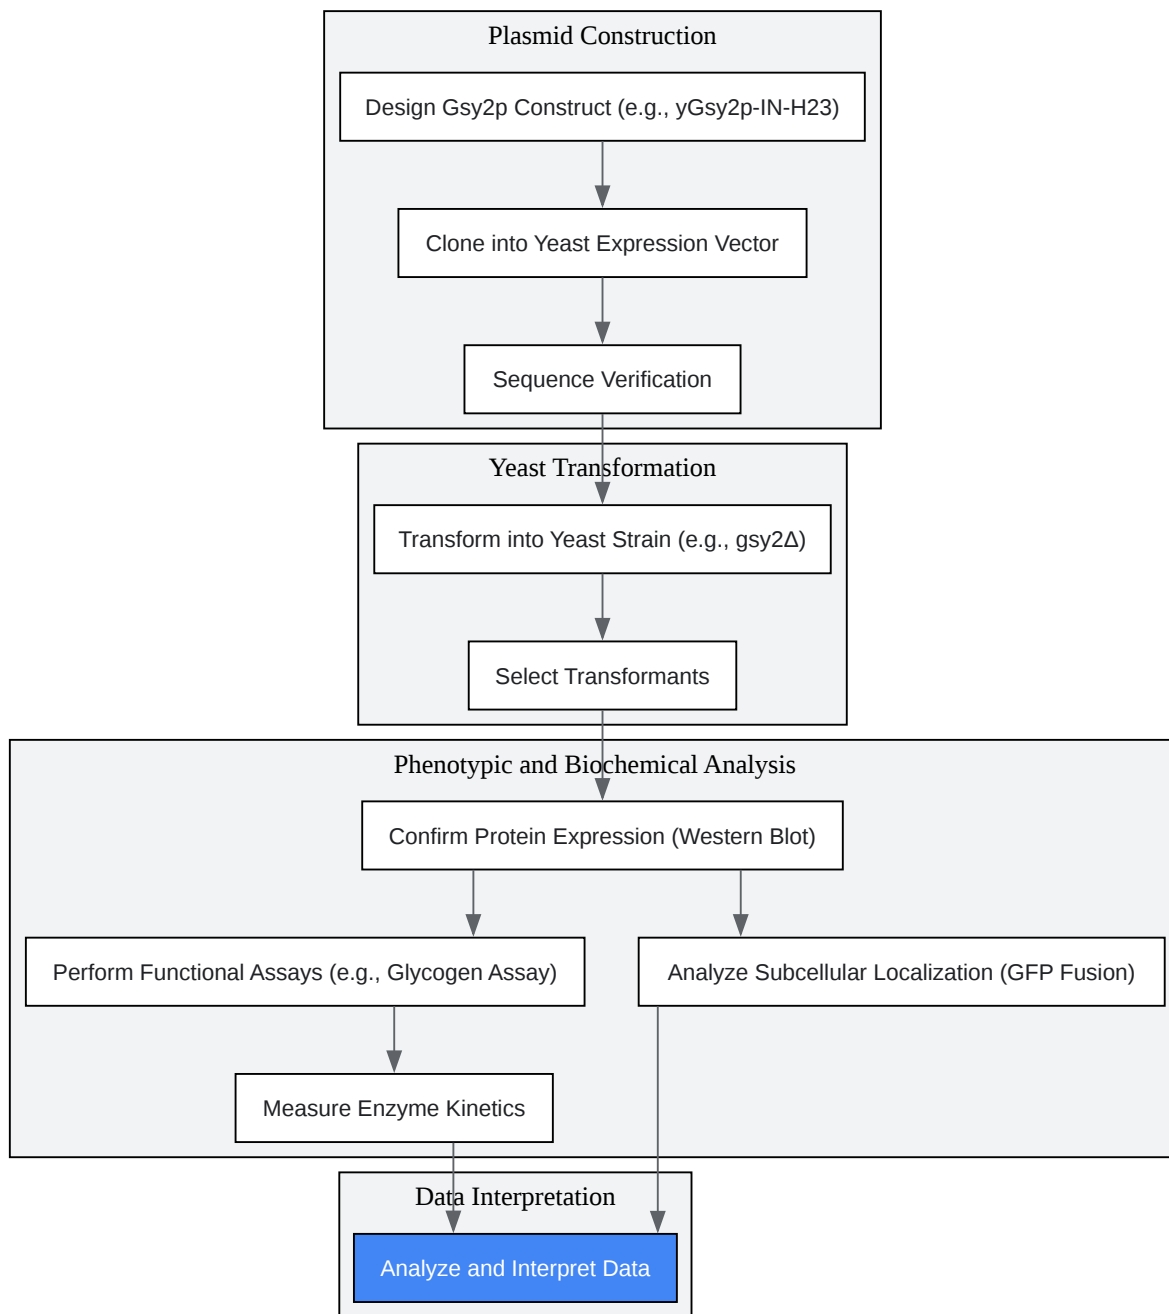 Plasmid Construction
Design Gsy2p Construct (e.g., yGsy2p-IN-H23)
Clone into Yeast Expression Vector
Sequence Verification
Yeast Transformation
Transform into Yeast Strain (e.g., gsy2Δ)
Select Transformants
Phenotypic and Biochemical Analysis
Confirm Protein Expression (Western Blot)
Perform Functional Assays (e.g., Glycogen Assay)
Analyze Subcellular Localization (GFP Fusion)
Measure Enzyme Kinetics
Data Interpretation
Analyze and Interpret Data